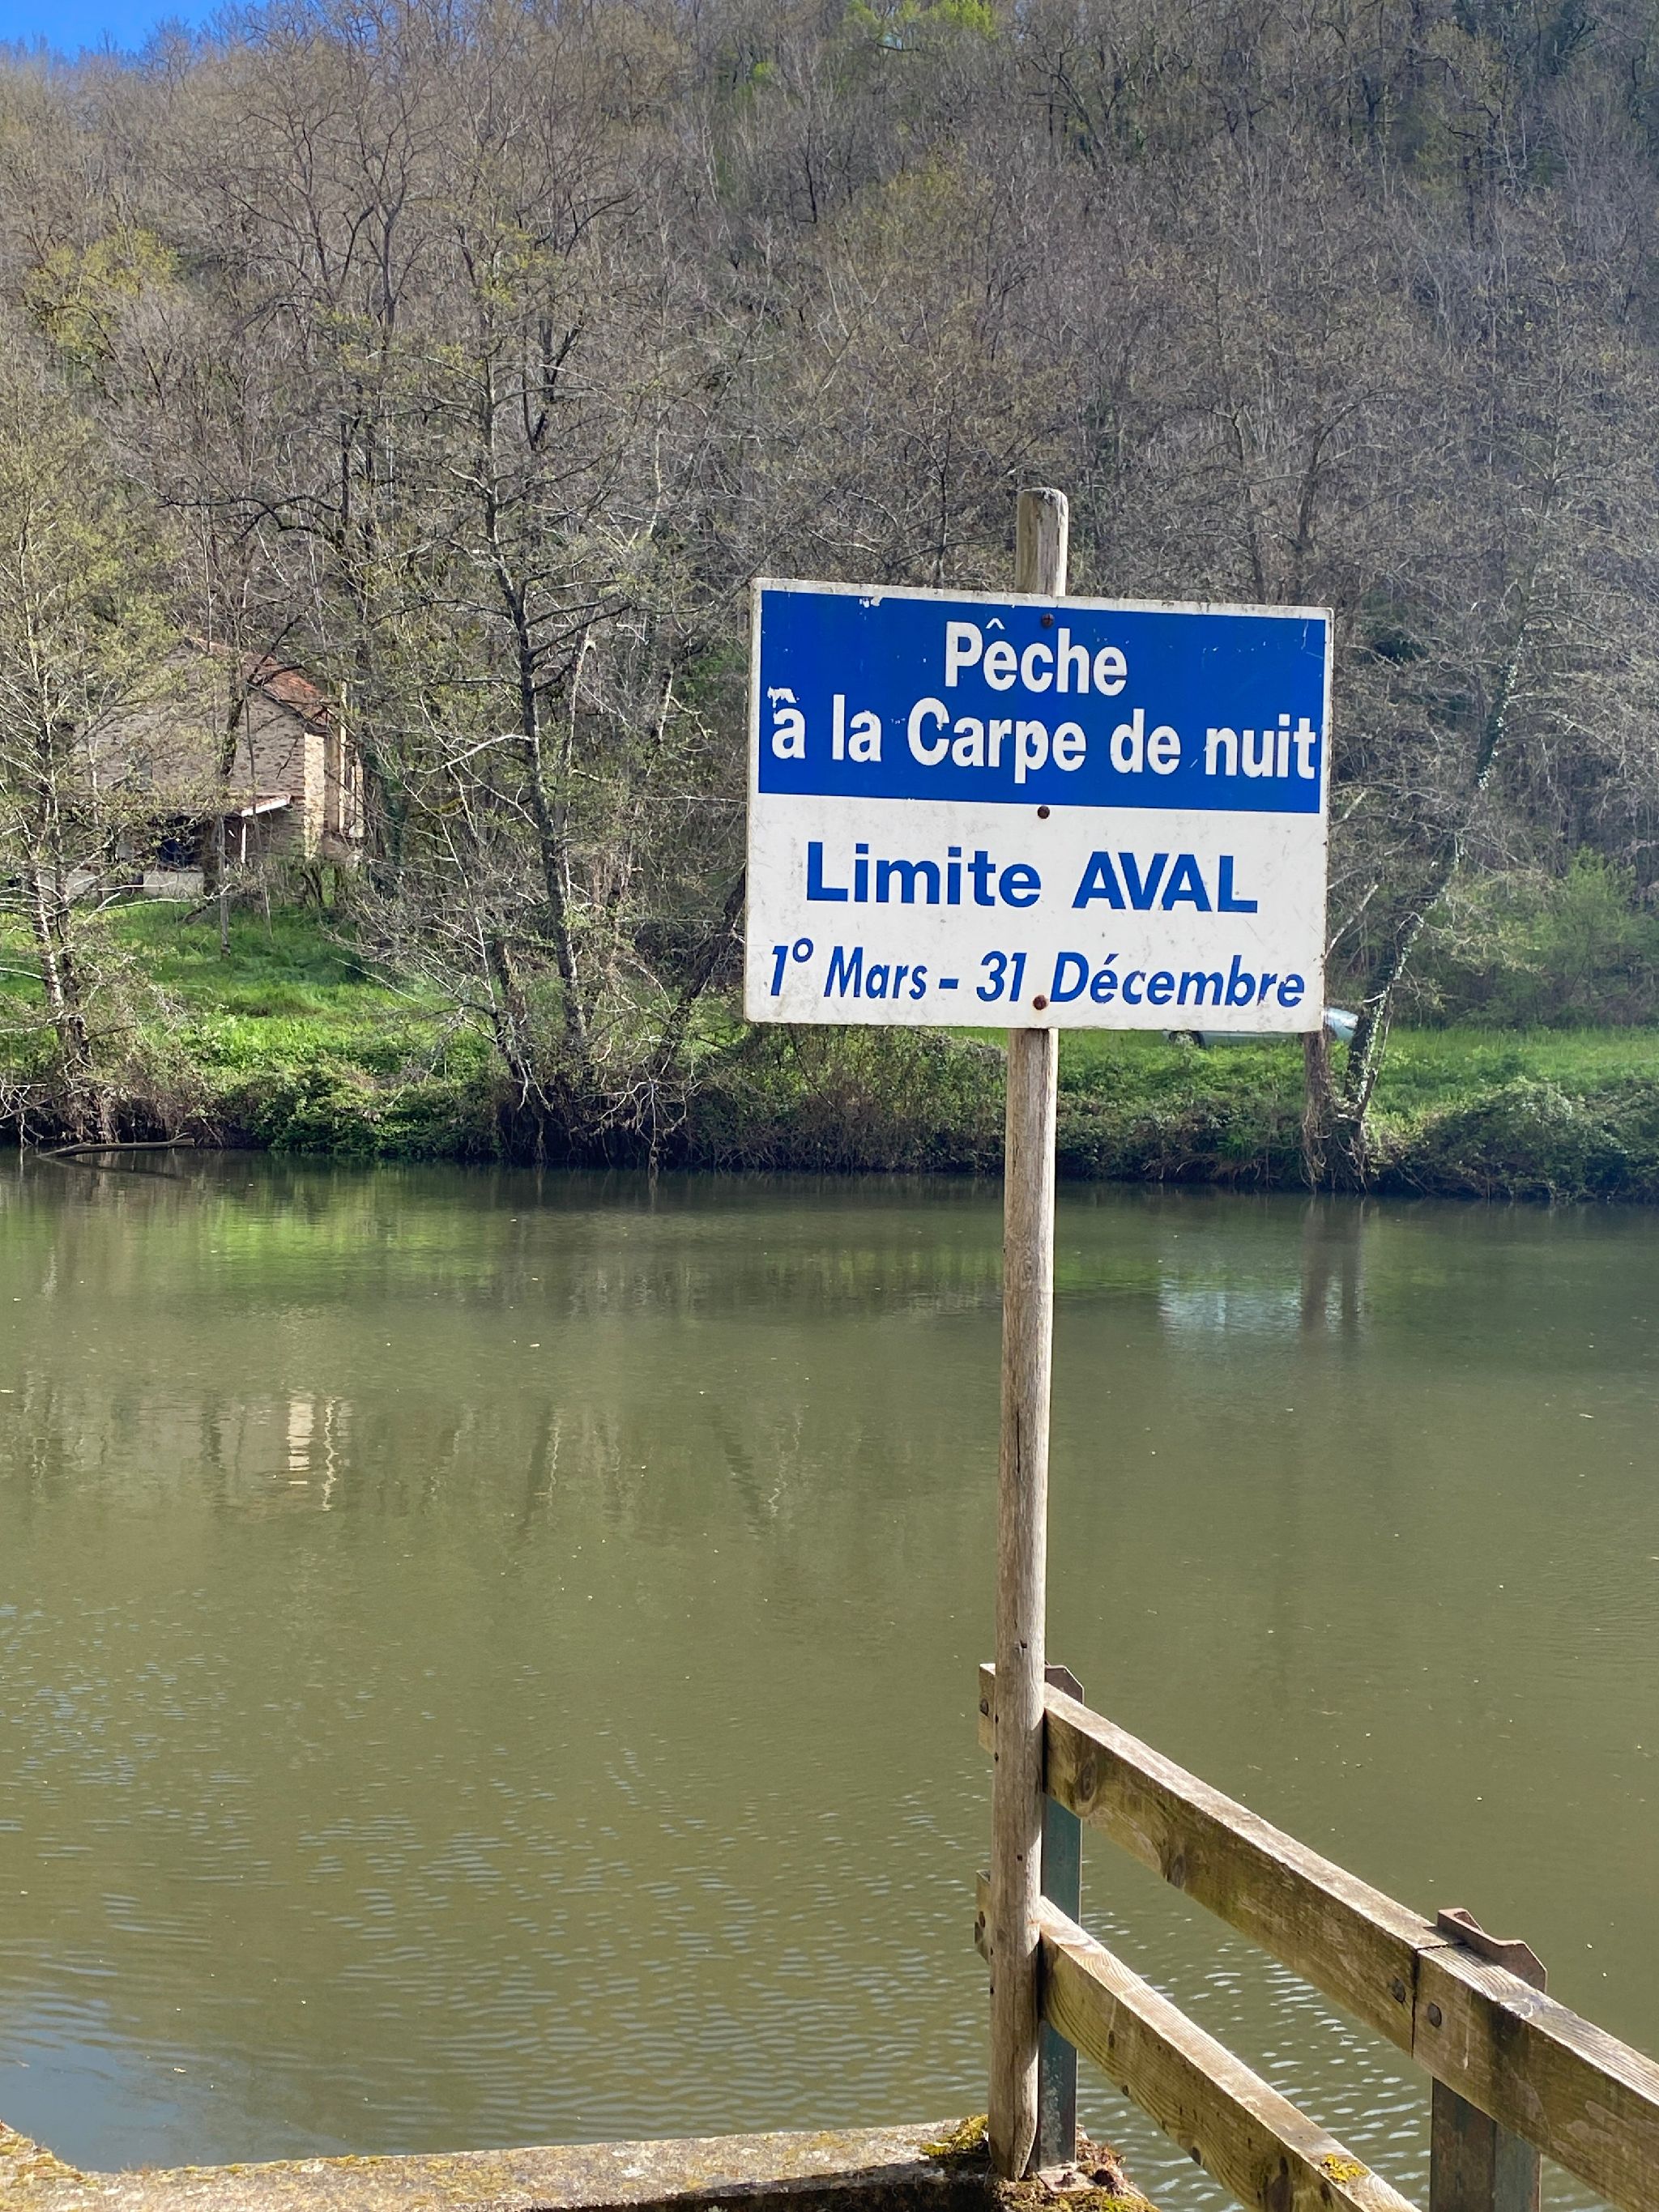 Pêche
à la Carpe de nuit
Limite AVAL
1° Mars - 31 Décembre